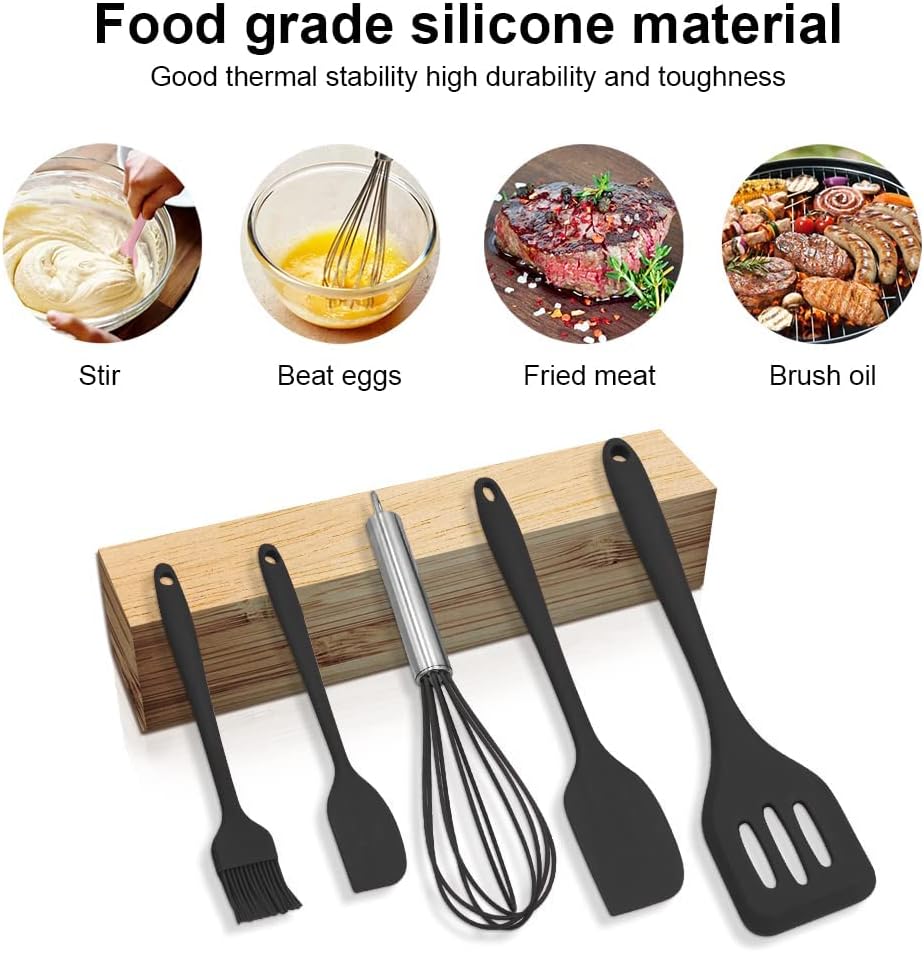 Food grade silicone material
Good thermal stability high durability and toughness
Stir
Beat eggs
Fried meat
Brush oil